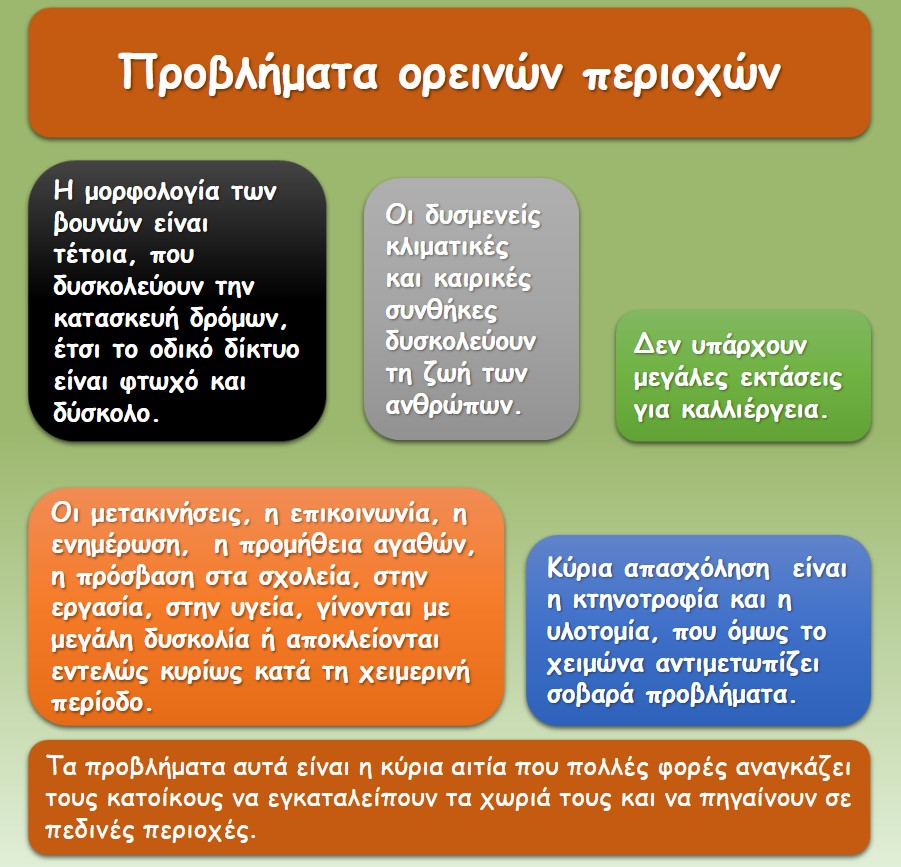 Προβλήματα ορεινών περιοχών
Η μορφολογία των
βουνών είναι
τέτοια, που
δυσκολεύουν την
κατασκευή δρόμων,
έτσι το οδικό δίκτυο
είναι φτωχό και
δύσκολο.
Οι δυσμενείς
κλιματικές
και καιρικές
συνθήκες
δυσκολεύουν
τη ζωή των
ανθρώπων.
Δεν υπάρχουν
μεγάλες εκτάσεις
για καλλιέργεια.
Οι μετακινήσεις, η επικοινωνία, η
ενημέρωση, η προμήθεια αγαθών,
η πρόσβαση στα σχολεία, στην
εργασία, στην υγεία, γίνονται με
μεγάλη δυσκολία ή αποκλείονται
εντελώς κυρίως κατά τη χειμερινή
περίοδο.
Κύρια απασχόληση είναι
η κτηνοτροφία και η
υλοτομία, που όμως το
χειμώνα αντιμετωπίζει
σοβαρά προβλήματα.
Τα προβλήματα αυτά είναι η κύρια αιτία που πολλές φορές αναγκάζει
τους κατοίκους να εγκαταλείπουν τα χωριά τους και να πηγαίνουν σε
πεδινές περιοχές.